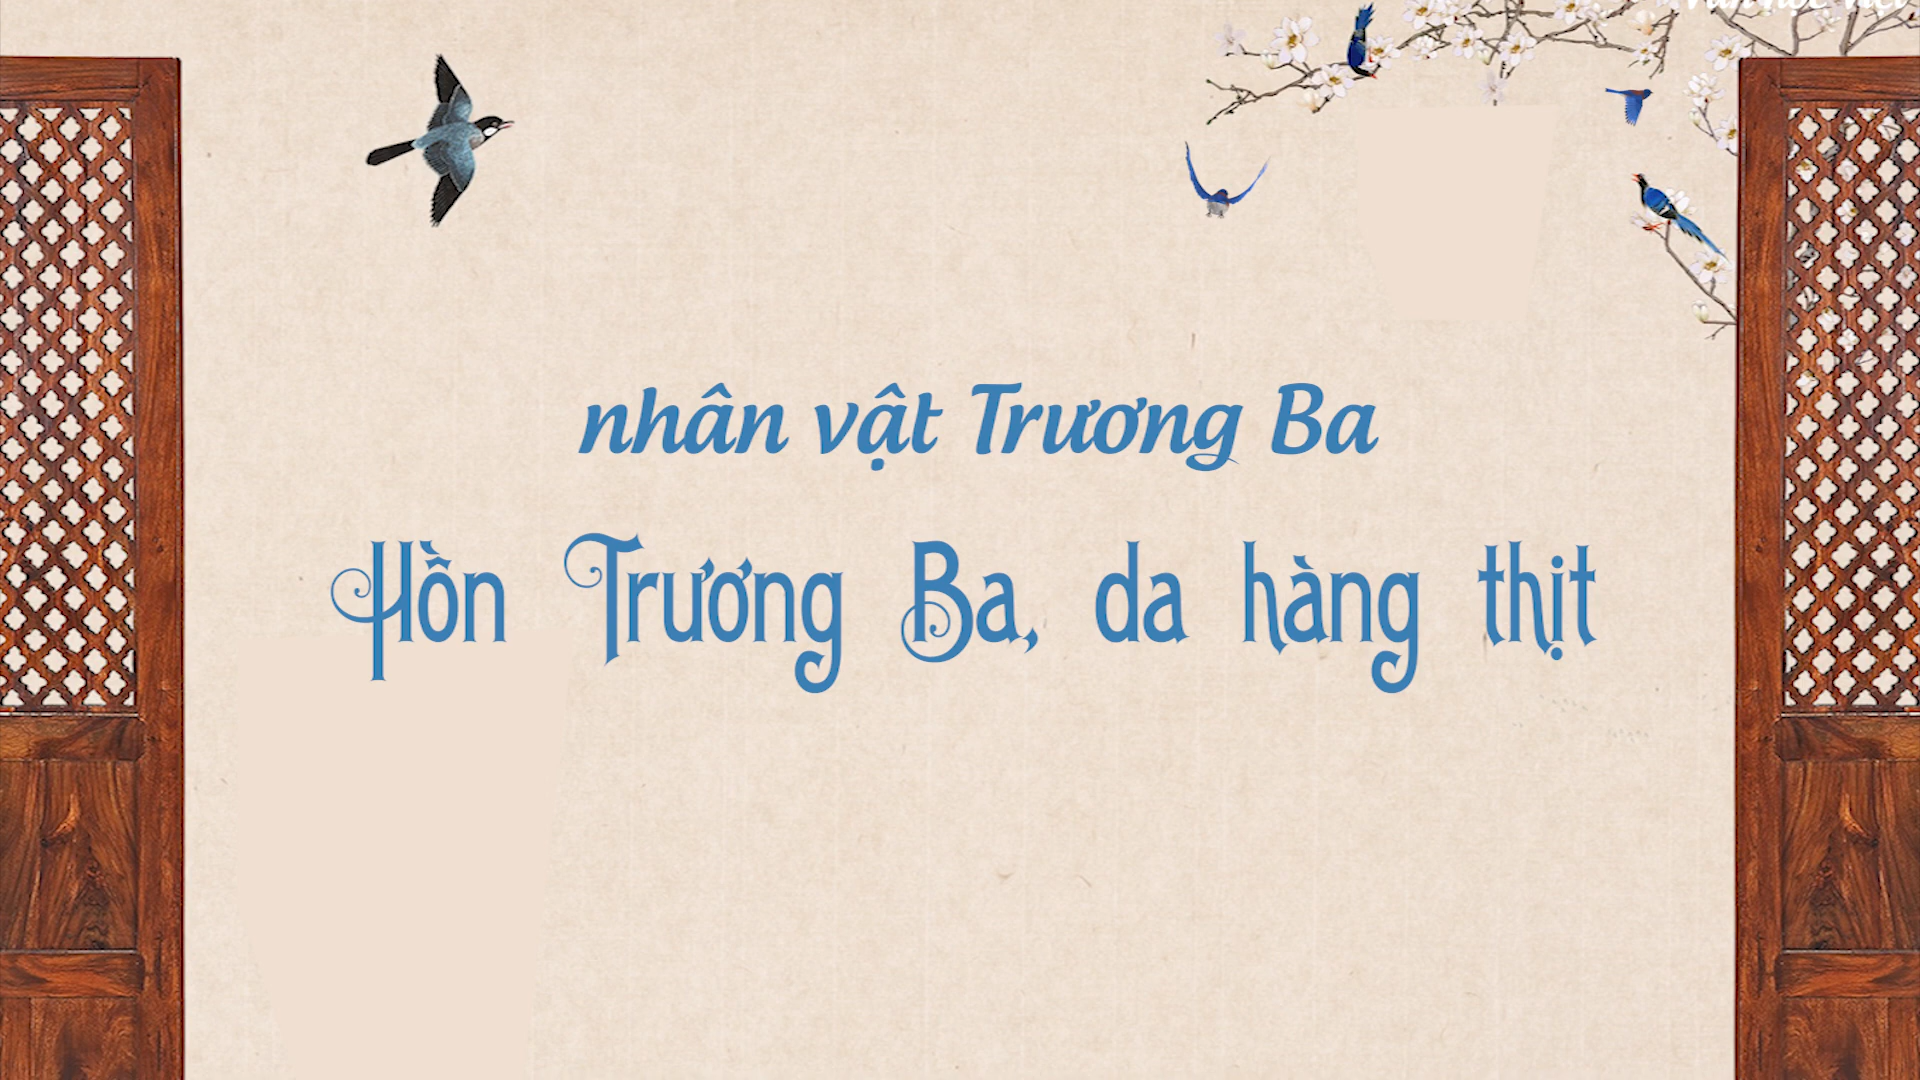 nhân vật Trương Ba
Hồn Trương Ba, da hàng thịt